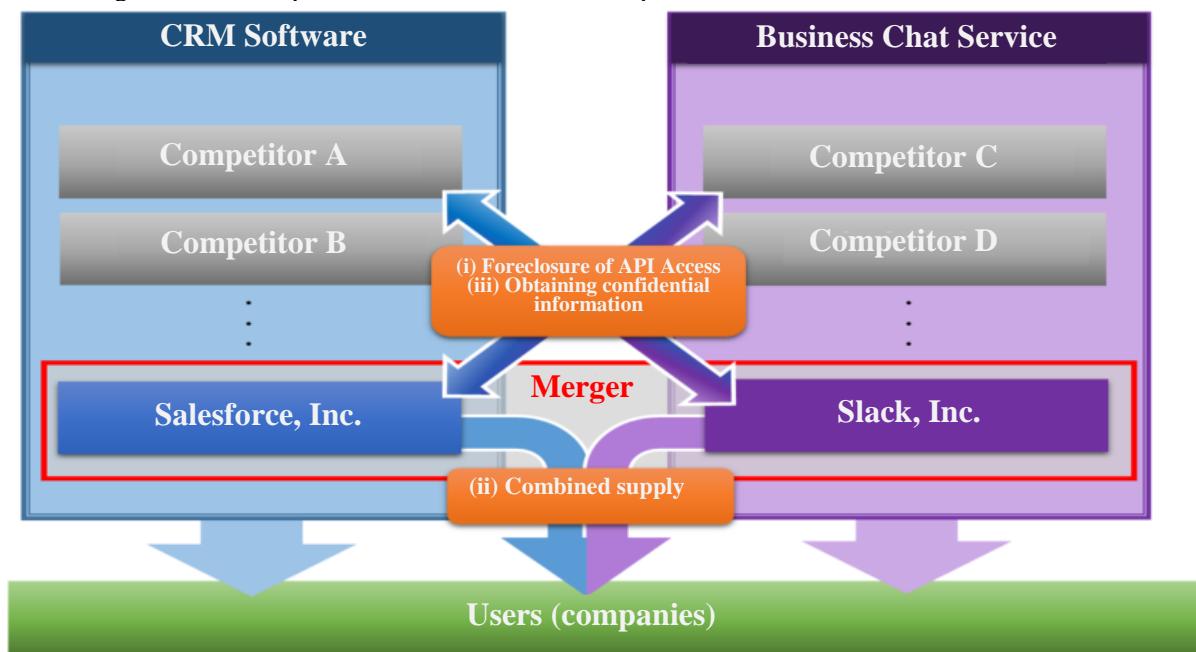 CRM Software
Business Chat Service
Competitor A
Competitor C
Competitor B
Competitor D
(i) Foreclosure of API Access
(iii) Obtaining confidential
information
Merger
Salesforce, Inc.
Slack, Inc.
(ii) Combined supply
Users (companies)